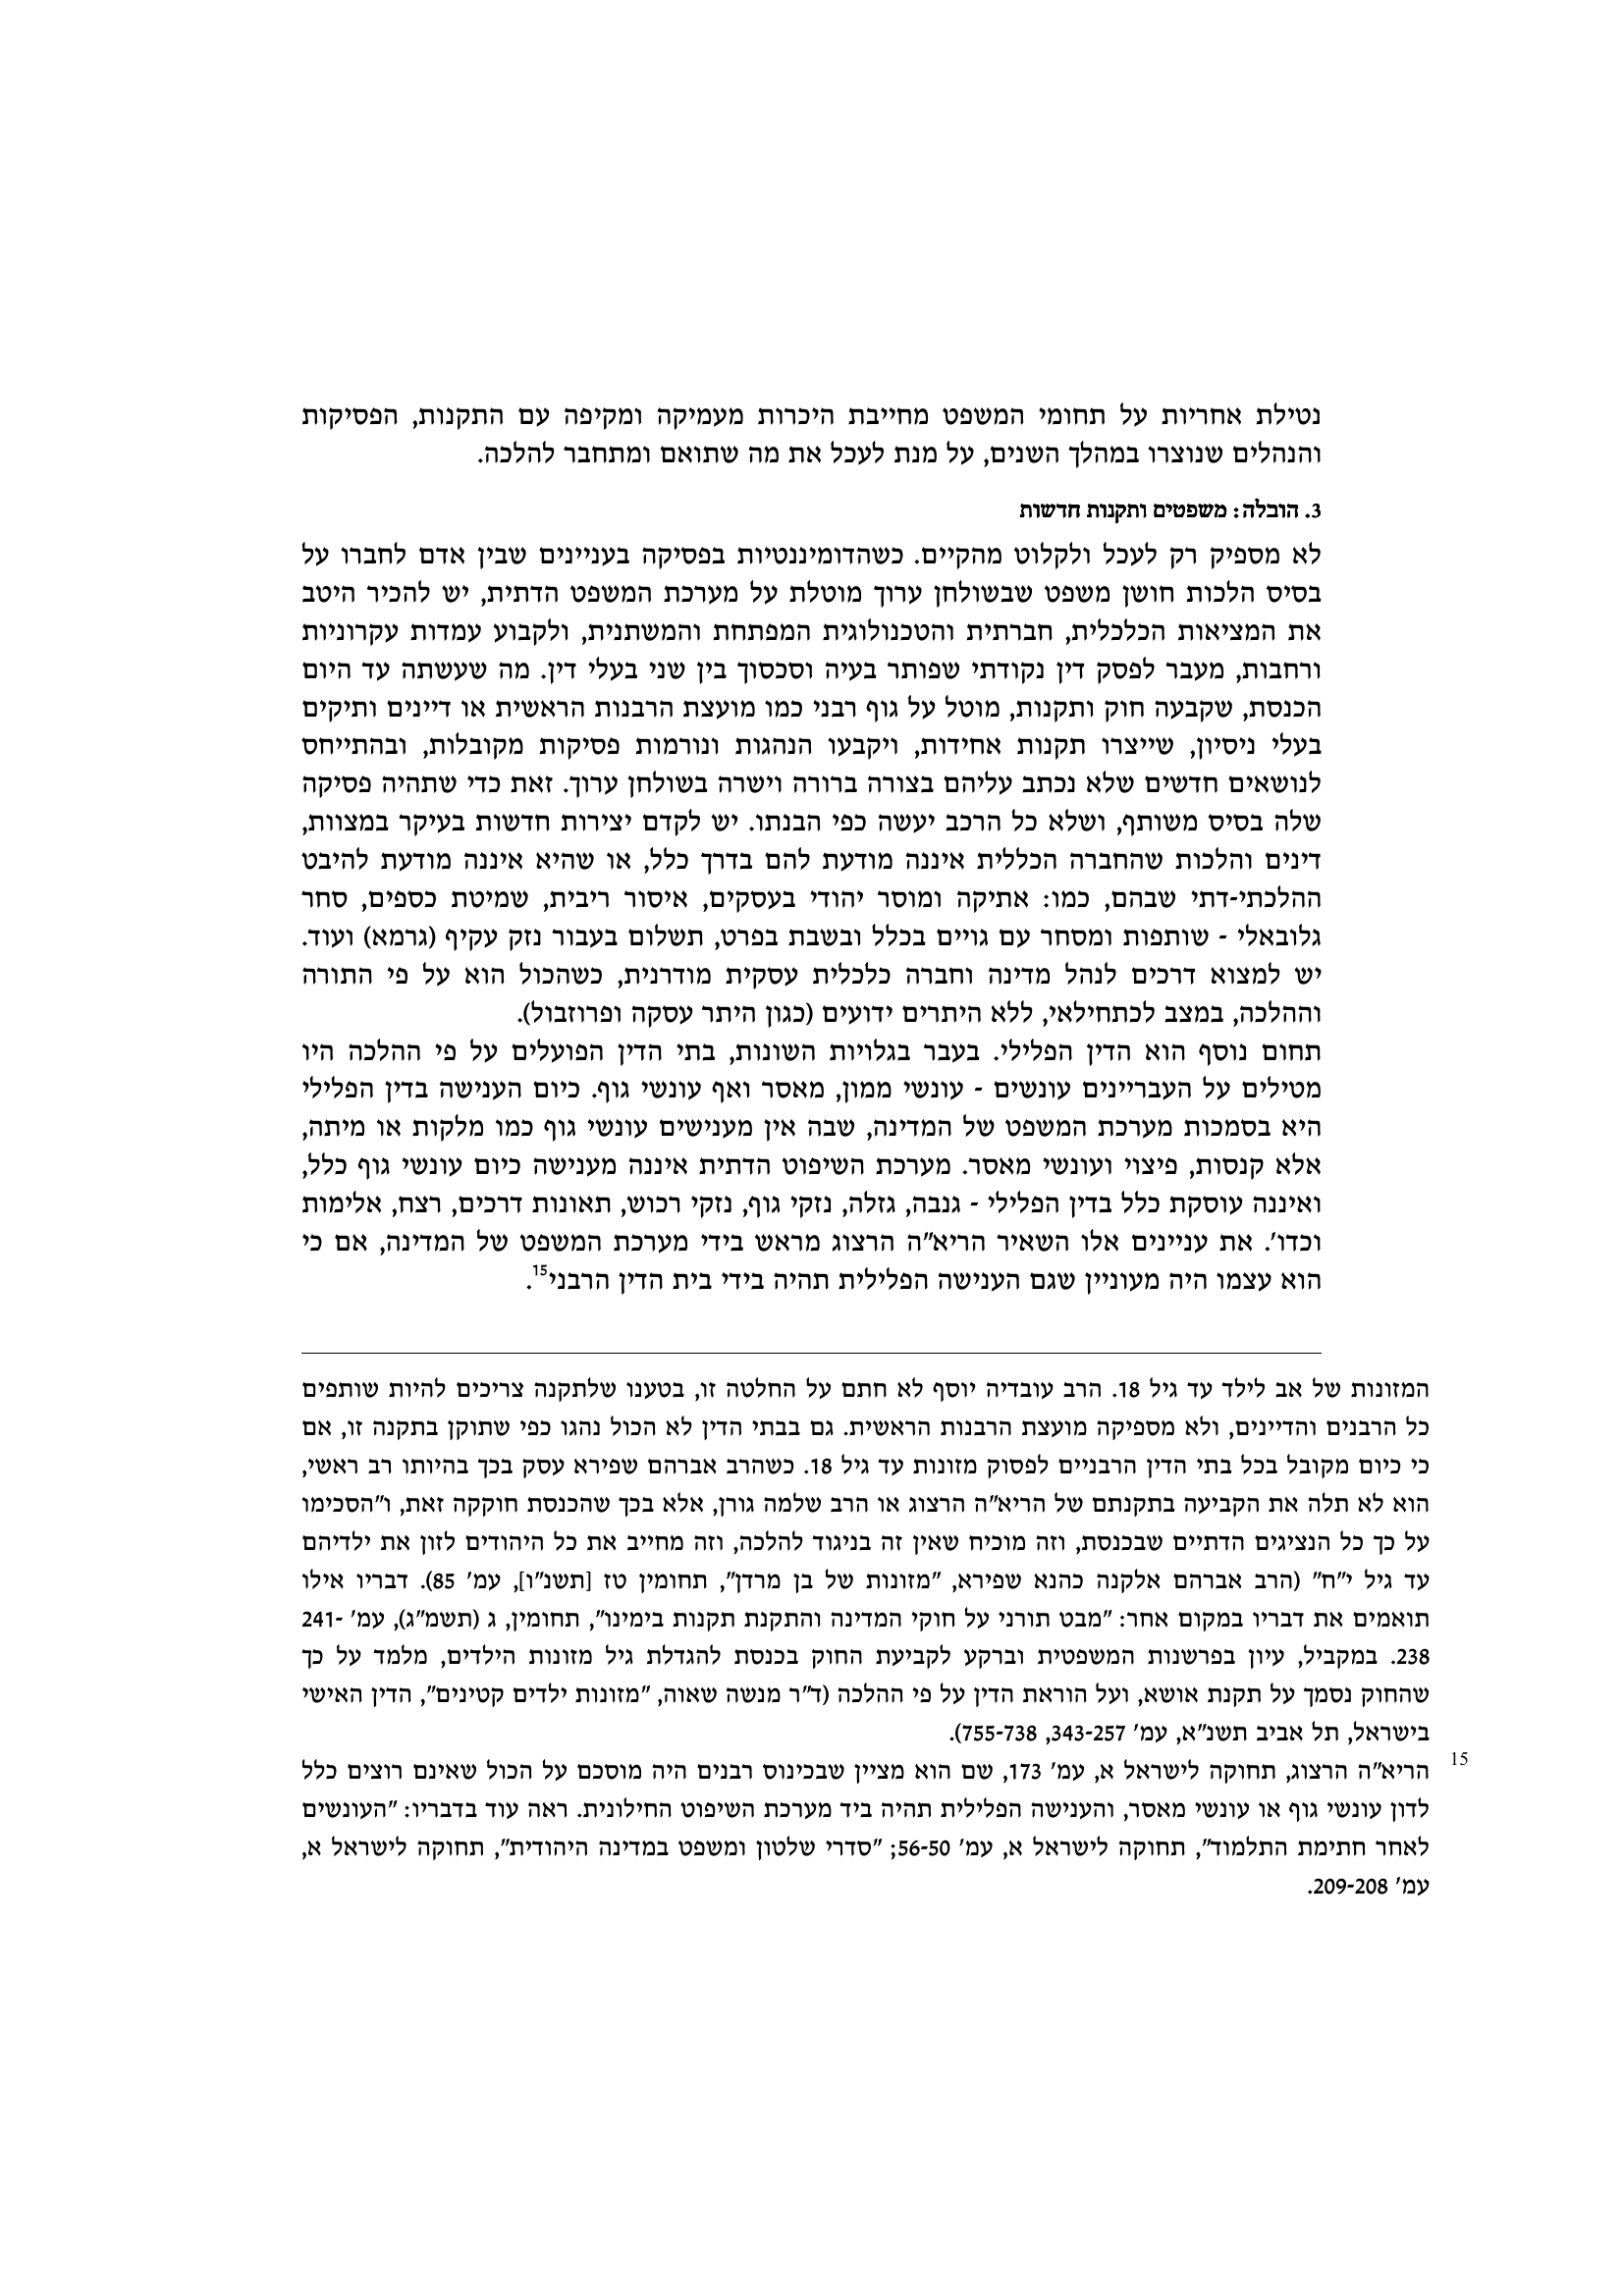 נטילת אחריות על תחומי המשפט מחייבת היכרות מעמיקה ומקיפה עם התקנות, הפסיקות
והנהלים שנוצרו במהלך השנים, על מנת לעכל את מה שתואם ומתחבר להלכה.
3. הובלה: משפטים ותקנות חדשות
לא מספיק רק לעכל ולקלוט מהקיים. כשהדומיננטיות בפסיקה בעניינים שבין אדם לחברו על
בסיס הלכות חושן משפט שבשולחן ערוך מוטלת על מערכת המשפט הדתית, יש להכיר היטב
את המציאות הכלכלית, חברתית והטכנולוגית המפתחת והמשתנית, ולקבוע עמדות עקרוניות
ורחבות, מעבר לפסק דין נקודתי שפותר בעיה וסכסוך בין שני בעלי דין. מה שעשתה עד היום
הכנסת, שקבעה חוק ותקנות, מוטל על גוף רבני כמו מועצת הרבנות הראשית או דיינים ותיקים
בעלי ניסיון, שייצרו תקנות אחידות, ויקבעו הנהגות ונורמות פסיקות מקובלות, ובהתייחס
לנושאים חדשים שלא נכתב עליהם בצורה ברורה וישרה בשולחן ערוך. זאת כדי שתהיה פסיקה
שלה בסיס משותף, ושלא כל הרכב יעשה כפי הבנתו. יש לקדם יצירות חדשות בעיקר במצוות,
דינים והלכות שהחברה הכללית איננה מודעת להם בדרך כלל, או שהיא איננה מודעת להיבט
ההלכתי-דתי שבהם, כמו: אתיקה ומוסר יהודי בעסקים, איסור ריבית, שמיטת כספים, סחר
גלובאלי - שותפות ומסחר עם גויים בכלל ובשבת בפרט, תשלום בעבור נזק עקיף (גרמא) ועוד.
יש למצוא דרכים לנהל מדינה וחברה כלכלית עסקית מודרנית, כשהכול הוא על פי התורה
וההלכה, במצב לכתחילאי, ללא היתרים ידועים (כגון היתר עסקה ופרוזבול).
תחום נוסף הוא הדין הפלילי. בעבר בגלויות השונות, בתי הדין הפועלים על פי ההלכה היו
מטילים על העבריינים עונשים - עונשי ממון, מאסר ואף עונשי גוף. כיום הענישה בדין הפלילי
היא בסמכות מערכת המשפט של המדינה, שבה אין מענישים עונשי גוף כמו מלקות או מיתה,
אלא קנסות, פיצוי ועונשי מאסר. מערכת השיפוט הדתית איננה מענישה כיום עונשי גוף כלל,
ואיננה עוסקת כלל בדין הפלילי - גנבה, גזלה, נזקי גוף, נזקי רכוש, תאונות דרכים, רצח, אלימות
וכדו'. את עניינים אלו השאיר הריא"ה הרצוג מראש בידי מערכת המשפט של המדינה, אם כי
הוא עצמו היה מעוניין שגם הענישה הפלילית תהיה בידי בית הדין הרבני15.
המזונות של אב לילד עד גיל 18. הרב עובדיה יוסף לא חתם על החלטה זו, בטענו שלתקנה צריכים להיות שותפים
כל הרבנים והדיינים, ולא מספיקה מועצת הרבנות הראשית. גם בבתי הדין לא הכול נהגו כפי שתוקן בתקנה זו, אם
כי כיום מקובל בכל בתי הדין הרבניים לפסוק מזונות עד גיל 18. כשהרב אברהם שפירא עסק בכך בהיותו רב ראשי,
הוא לא תלה את הקביעה בתקנתם של הריא"ה הרצוג או הרב שלמה גורן, אלא בכך שהכנסת חוקקה זאת, ו"הסכימו
על כך כל הנציגים הדתיים שבכנסת, וזה מוכיח שאין זה בניגוד להלכה, וזה מחייב את כל היהודים לזון את ילדיהם
עד גיל י"ח" (הרב אברהם אלקנה כהנא שפירא, "מזונות של בן מרדן", תחומין טז [תשנ"ו], עמ' 85). דבריו אילו
תואמים את דבריו במקום אחר: "מבט תורני על חוקי המדינה והתקנת תקנות בימינו", תחומין, ג (תשמ"ג), עמ' 241-
238. במקביל, עיון בפרשנות המשפטית וברקע לקביעת החוק בכנסת להגדלת גיל מזונות הילדים, מלמד על כך
שהחוק נסמך על תקנת אושא, ועל הוראת הדין על פי ההלכה (ד"ר מנשה שאוה, "מזונות ילדים קטינים", הדין האישי
בישראל, תל אביב תשנ"א, עמ' 343-257, 755-738).
15 הריא"ה הרצוג, תחוקה לישראל א, עמ' 173, שם הוא מציין שבכינוס רבנים היה מוסכם על הכול שאינם רוצים כלל
לדון עונשי גוף או עונשי מאסר, והענישה הפלילית תהיה ביד מערכת השיפוט החילונית. ראה עוד בדבריו: "העונשים
לאחר חתימת התלמוד", תחוקה לישראל א, עמ' 56-50; "סדרי שלטון ומשפט במדינה היהודית", תחוקה לישראל א,
עמ' 209-208.